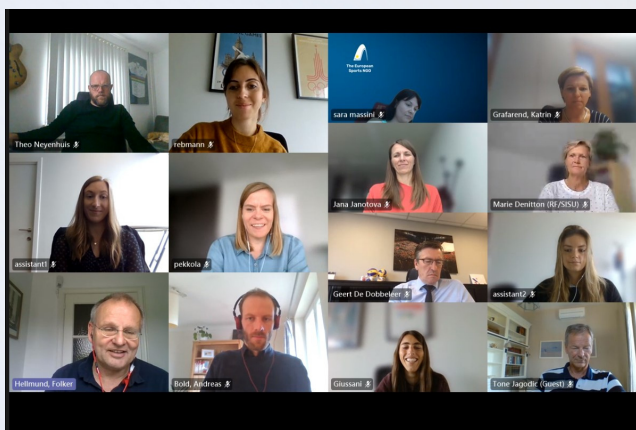 The European
Sports NGO
Theo Neyenhuis
rebmann
sara massini
Grafarend, Katrin
Jana Janotova
Marie Denitton (RF/SISU)
assistant1
pekkola
Geert De Dobbeleer
assistant2
Hellmund, Folker
Bold, Andreas
Giussani
Tone Jagodic (Guest)